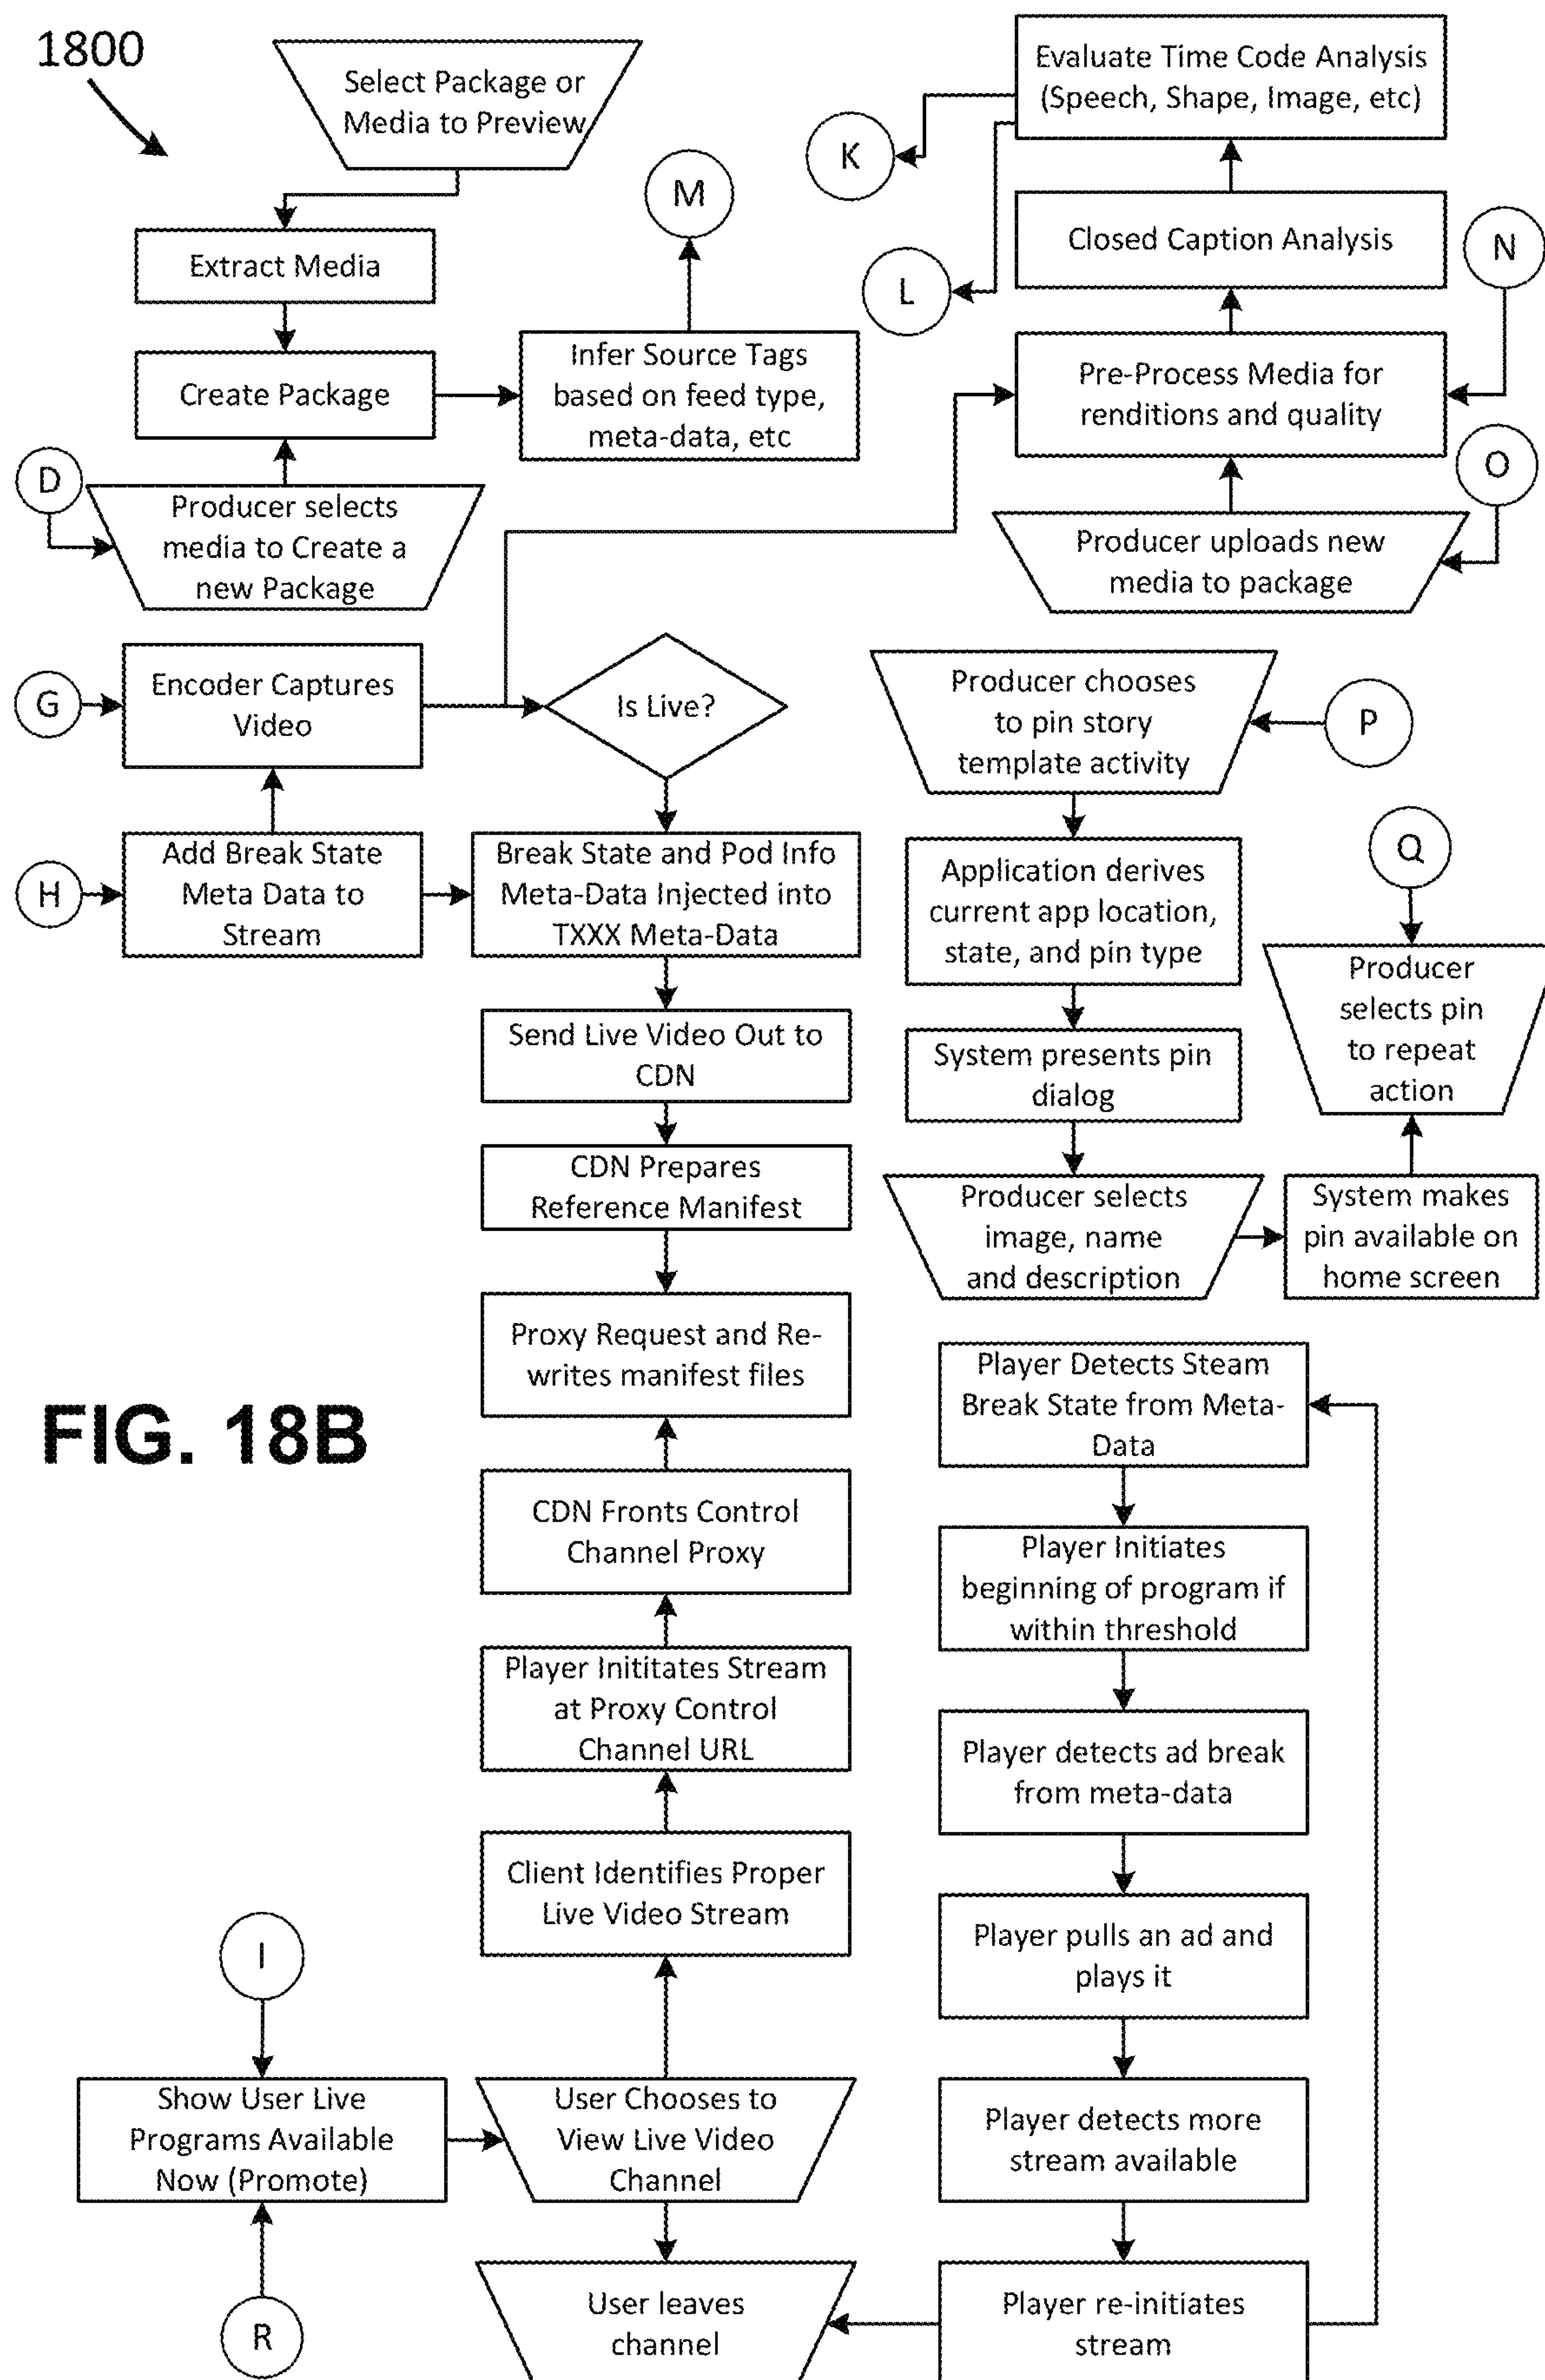 1800
Select Package or
Media to Preview
Extract Media
Create Package
Infer Source Tags
based on feed type,
meta-data, etc
M
D
Producer selects
media to Create a
new Package
Evaluate Time Code Analysis
(Speech, Shape, Image, etc)
K
L
Closed Caption Analysis
N
Pre-Process Media for
renditions and quality
O
Producer uploads new
media to package
G
Encoder Captures
Video
Is Live?
H
Add Break State
Meta Data to
Stream
Break State and Pod Info
Meta-Data Injected into
TXXX Meta-Data
Send Live Video Out to
CDN
CDN Prepares
Reference Manifest
Proxy Request and Re-
writes manifest files
CDN Fronts Control
Channel Proxy
Player Inititates Stream
at Proxy Control
Channel URL
Client Identifies Proper
Live Video Stream
Producer chooses
to pin story
template activity
P
Application derives
current app location,
state, and pin type
System presents pin
dialog
Producer selects
image, name
and description
System makes
pin available on
home screen
Q
Producer
selects pin
to repeat
action
FIG. 18B
Player Detects Steam
Break State from Meta-
Data
Player Initiates
beginning of program if
within threshold
Player detects ad break
from meta-data
Player pulls an ad and
plays it
Player detects more
stream available
Player re-initiates
stream
I
Show User Live
Programs Available
Now (Promote)
R
User Chooses to
View Live Video
Channel
User leaves
channel